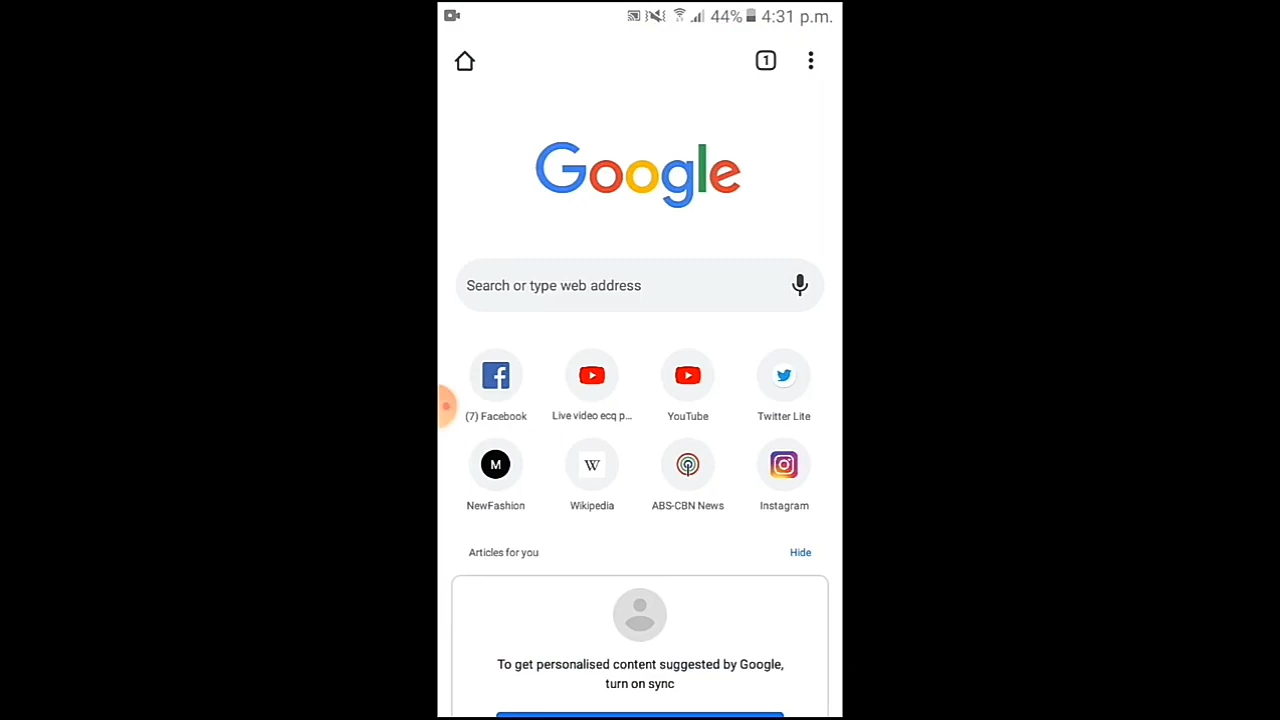 44% 4:31 p.m.
1
Google
Search or type web address
(7) Facebook
Live video ecq p...
YouTube
Twitter Lite
M
W
NewFashion
Wikipedia
ABS-CBN News
Instagram
Articles for you
Hide
To get personalised content suggested by Google,
turn on sync